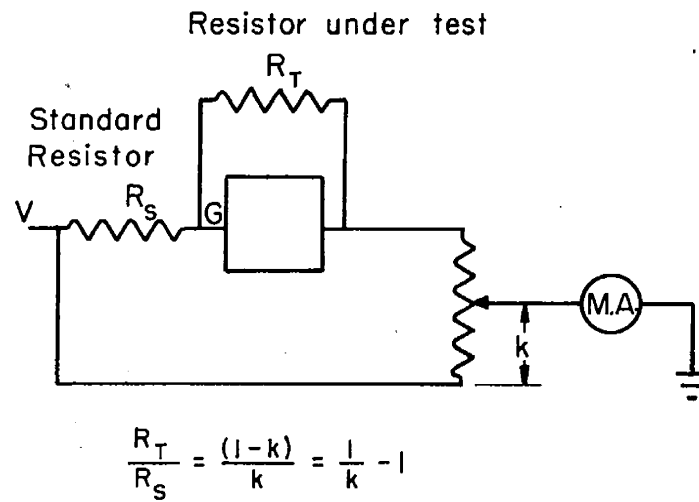 Resistor under test
R_T
Standard
Resistor
R_S
V
G
M.A.
k
R_T/R_S = (1-k)/k = 1/k - 1